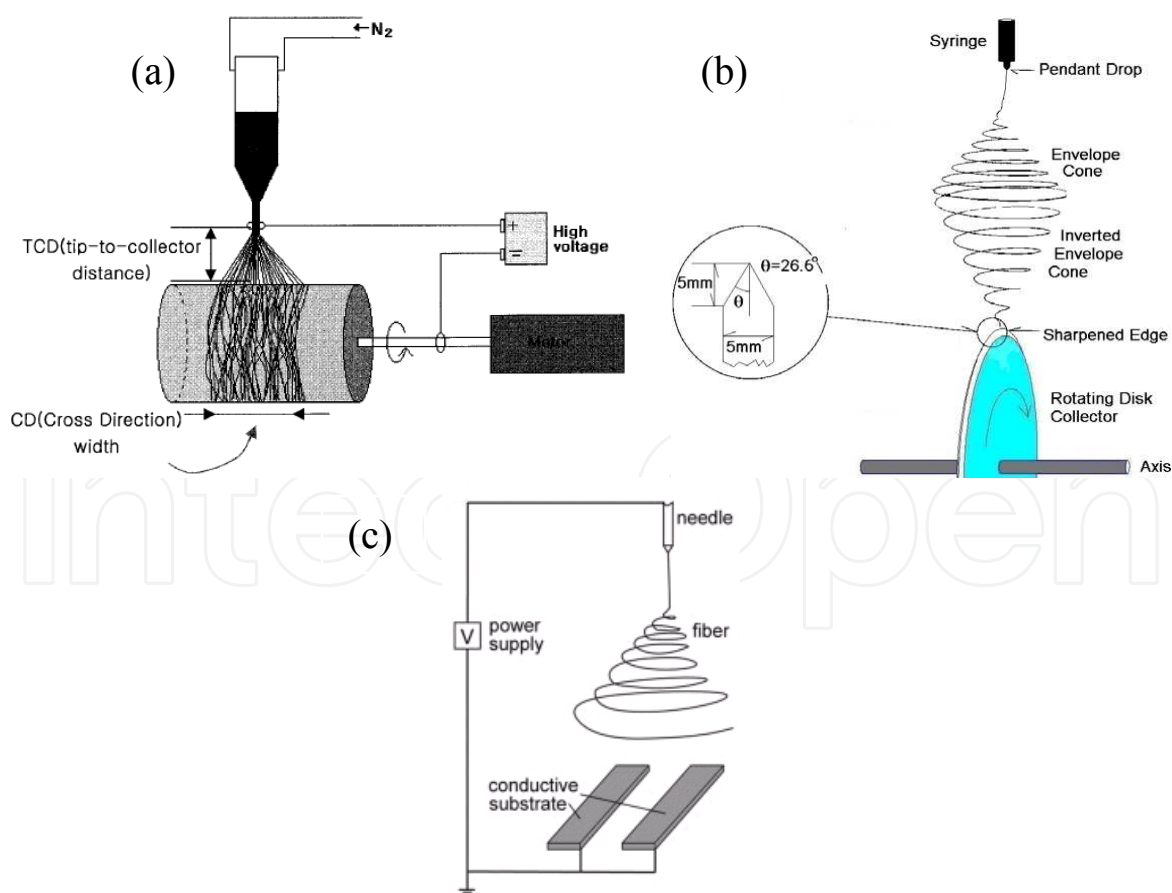 (a)
N2
TCD(tip-to-collector
distance)
+
High
voltage
Motor
CD(Cross Direction)
width
(b)
Syringe
Pendant Drop
Envelope
Cone
Inverted
Envelope
Cone
θ=26.6°
5mm
θ
5mm
Sharpened Edge
Rotating Disk
Collector
Axis
IntechOpen
(c)
needle
V
power
supply
fiber
conductive
substrate